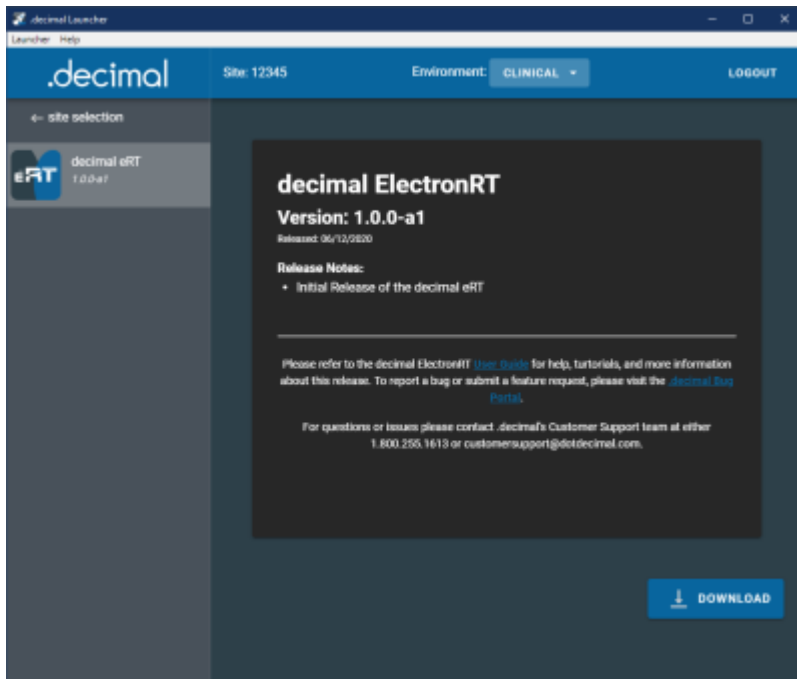 .decimal Launcher
Launcher Help
.decimal
Site: 12345
Environment: CLINICAL
LOGOUT
← site selection
eRT
decimal eRT
1.0.0-a1
decimal ElectronRT
Version: 1.0.0-a1
Released: 06/12/2020
Release Notes:
• Initial Release of the decimal eRT
Please refer to the decimal ElectronRT User Guide for help, turtorials, and more information
about this release. To report a bug or submit a feature request, please visit the .decimal Bug
Portal.
For questions or issues please contact .decimal's Customer Support team at either
1.800.255.1613 or customersupport@dotdecimal.com.
DOWNLOAD